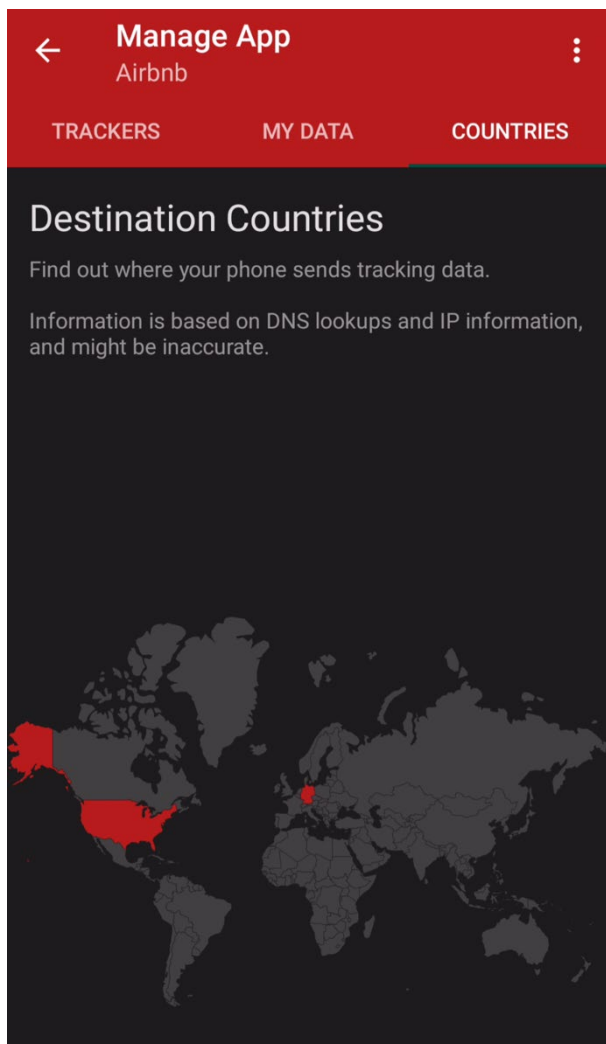 Manage App
Airbnb
TRACKERS
MY DATA
COUNTRIES
Destination Countries
Find out where your phone sends tracking data.
Information is based on DNS lookups and IP information,
and might be inaccurate.